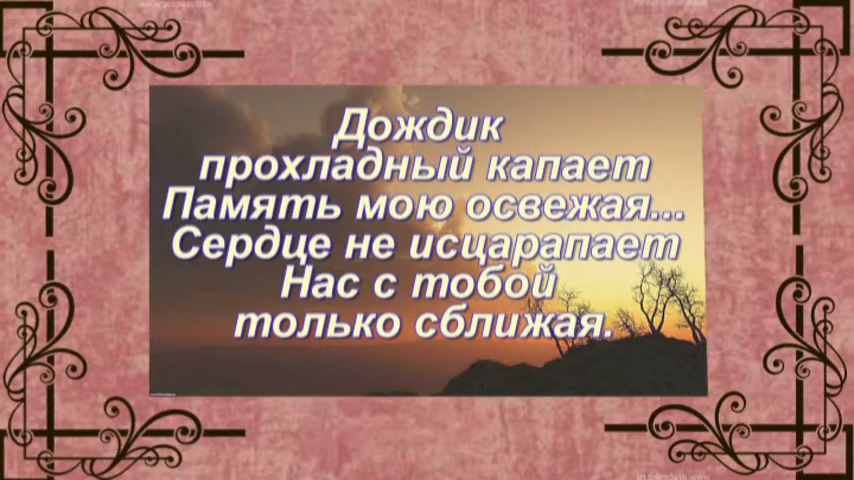 Дождик
прохладный капает
Память мою освежая...
Сердце не исцарапает
Нас с тобой
только сближая.